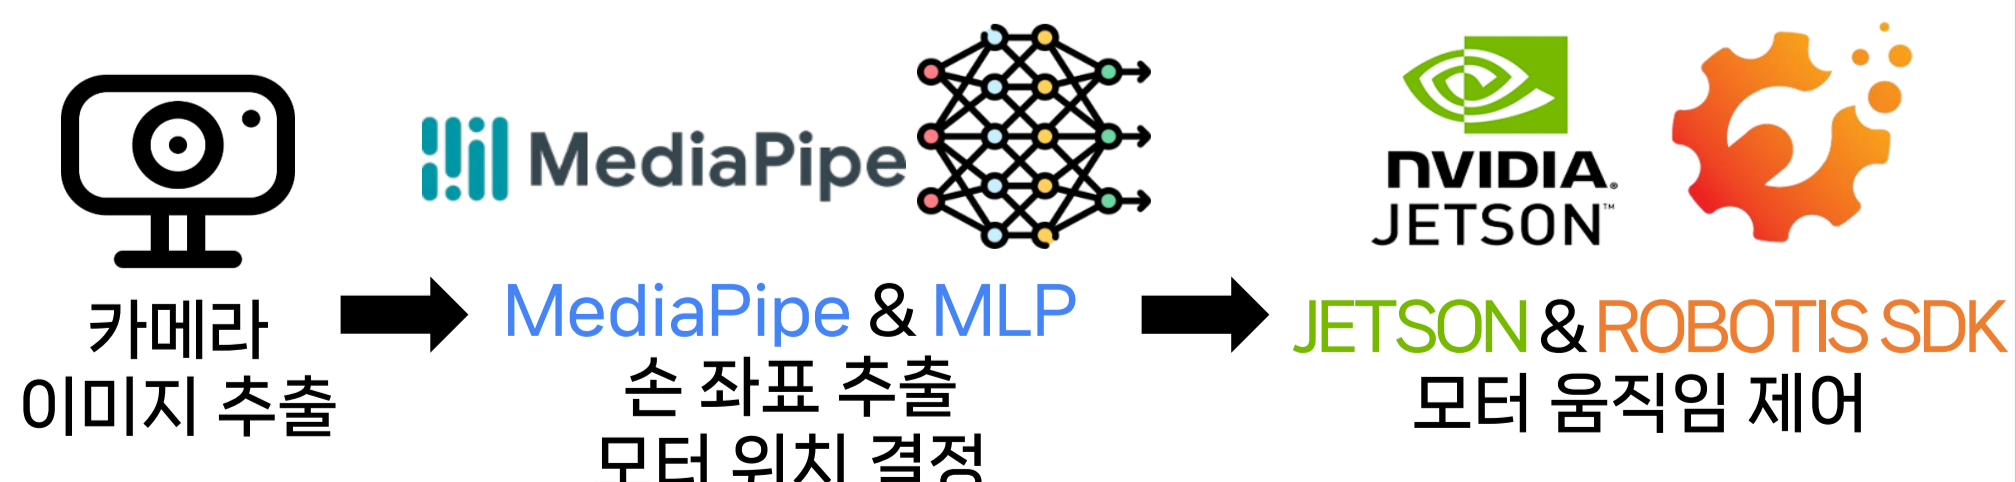 MediaPipe
NVIDIA.
JETSON™
카메라
이미지 추출
MediaPipe & MLP
손 좌표 추출
모터 위치 결정
JETSON & ROBOTIS SDK
모터 움직임 제어